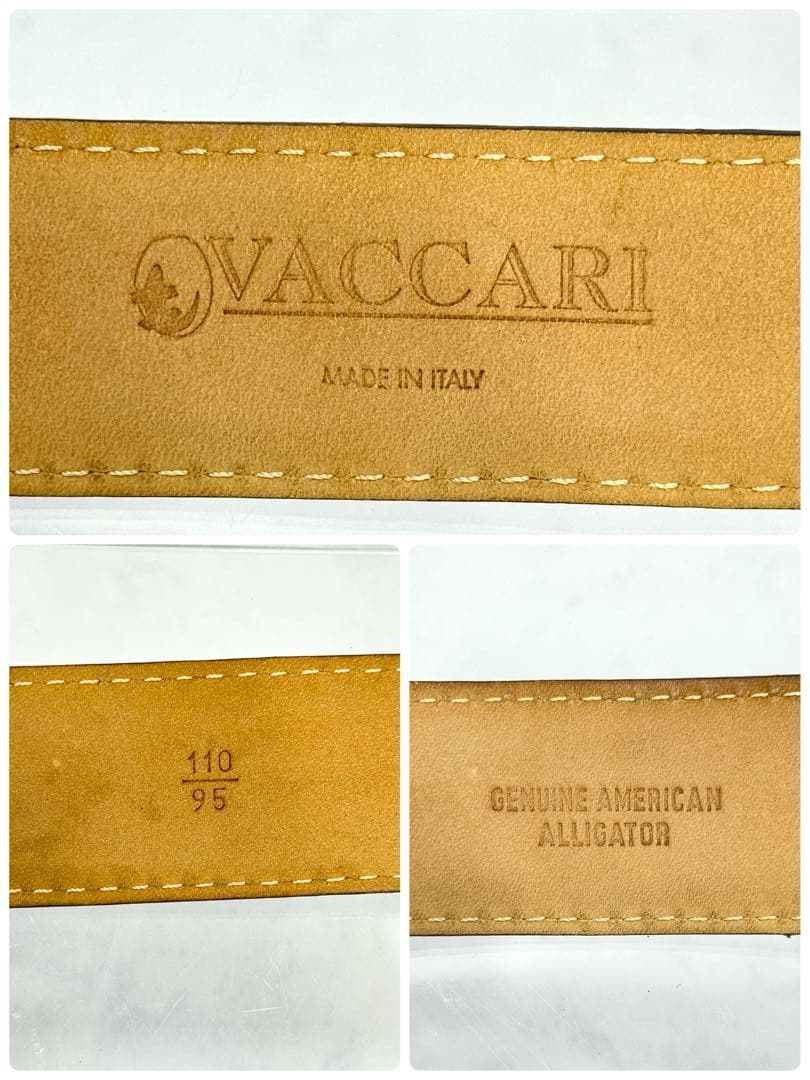 VACCARI
MADE IN ITALY
110
95
GENUINE AMERICAN
ALLIGATOR